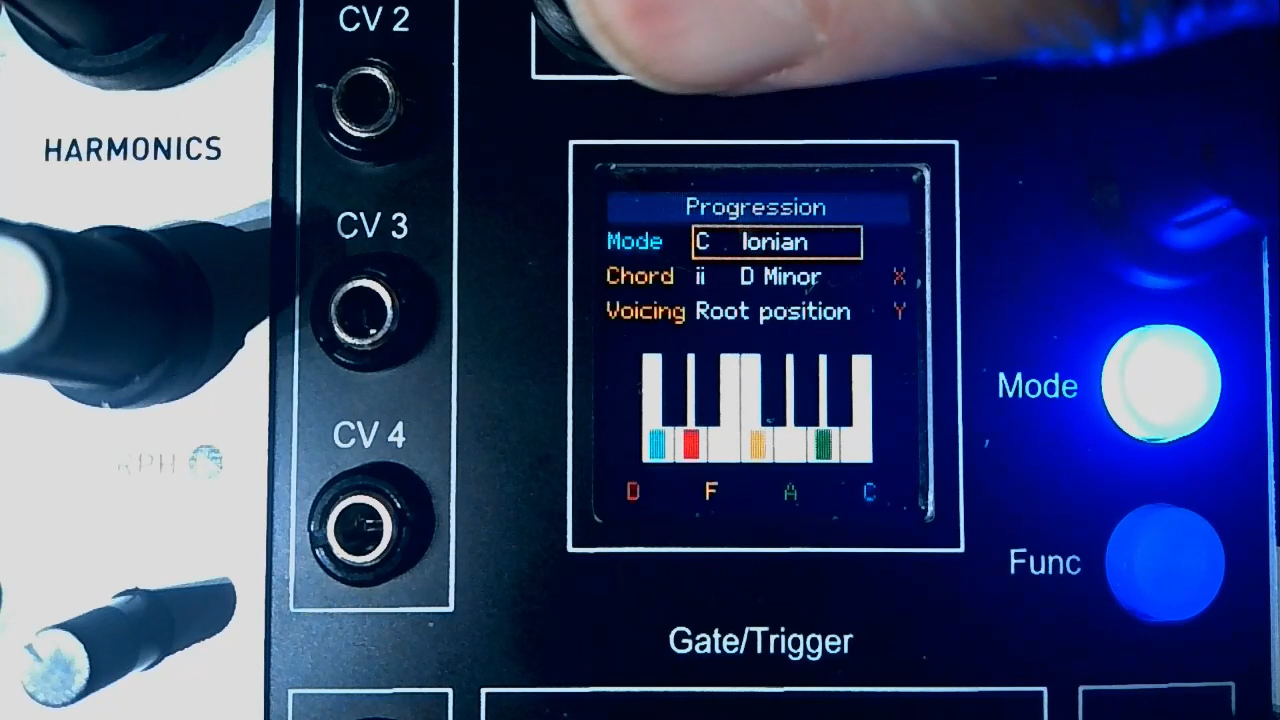 CV 2
HARMONICS
CV 3
CV 4
Progression
Mode C Ionian
Chord ii D Minor X
Voicing Root position Y
D F A C
Mode
Func
Gate/Trigger